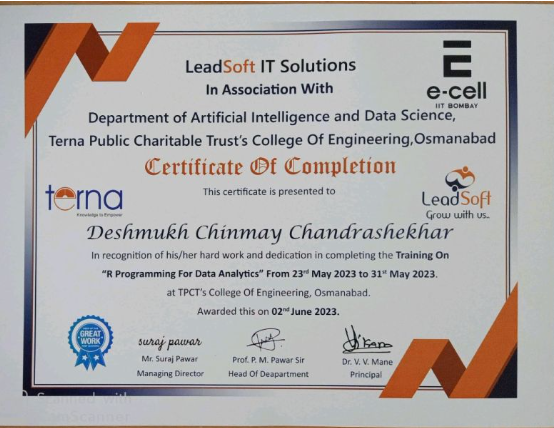 LeadSoft IT Solutions
In Association With
E
e-cell
IIT BOMBAY
Department of Artificial Intelligence and Data Science,
Terna Public Charitable Trust's College Of Engineering,Osmanabad
Certificate Of Completion
This certificate is presented to
terna
Knowledge to Empower
LeadSoft
Grow with us..
Deshmukh Chinmay Chandrashekhar
In recognition of his/her hard work and dedication in completing the Training On
"R Programming For Data Analytics" From 23rd May 2023 to 31st May 2023.
at TPCT's College Of Engineering, Osmanabad.
Awarded this on 02nd June 2023.
GREAT
WORK
suraj pawar
Mr. Suraj Pawar
Managing Director
Prof. P. M. Pawar Sir
Head Of Deapartment
Dr. V. V. Mane
Principal
Scanned with
CamScanner